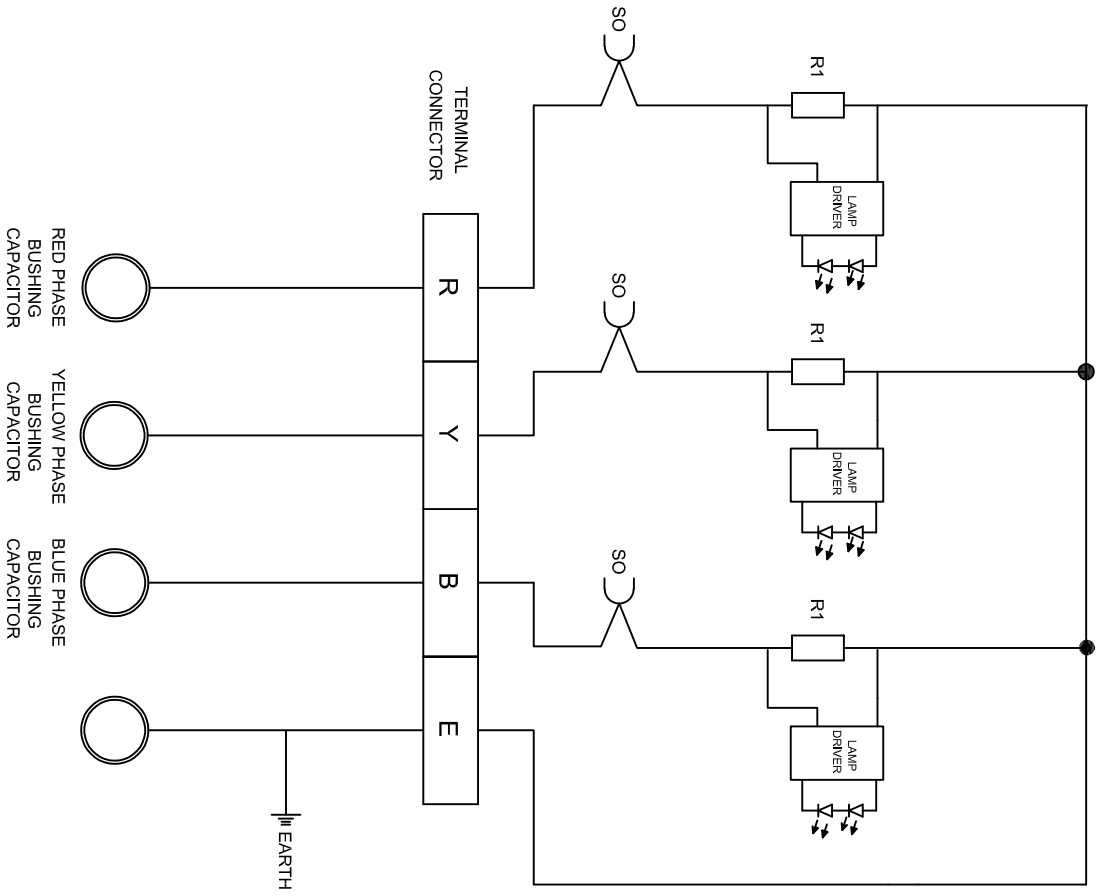 SO
R1
LAMP
DRIVER
SO
R1
LAMP
DRIVER
SO
R1
LAMP
DRIVER
TERMINAL
CONNECTOR
R
Y
B
E
RED PHASE
BUSHING
CAPACITOR
YELLOW PHASE
BUSHING
CAPACITOR
BLUE PHASE
BUSHING
CAPACITOR
EARTH